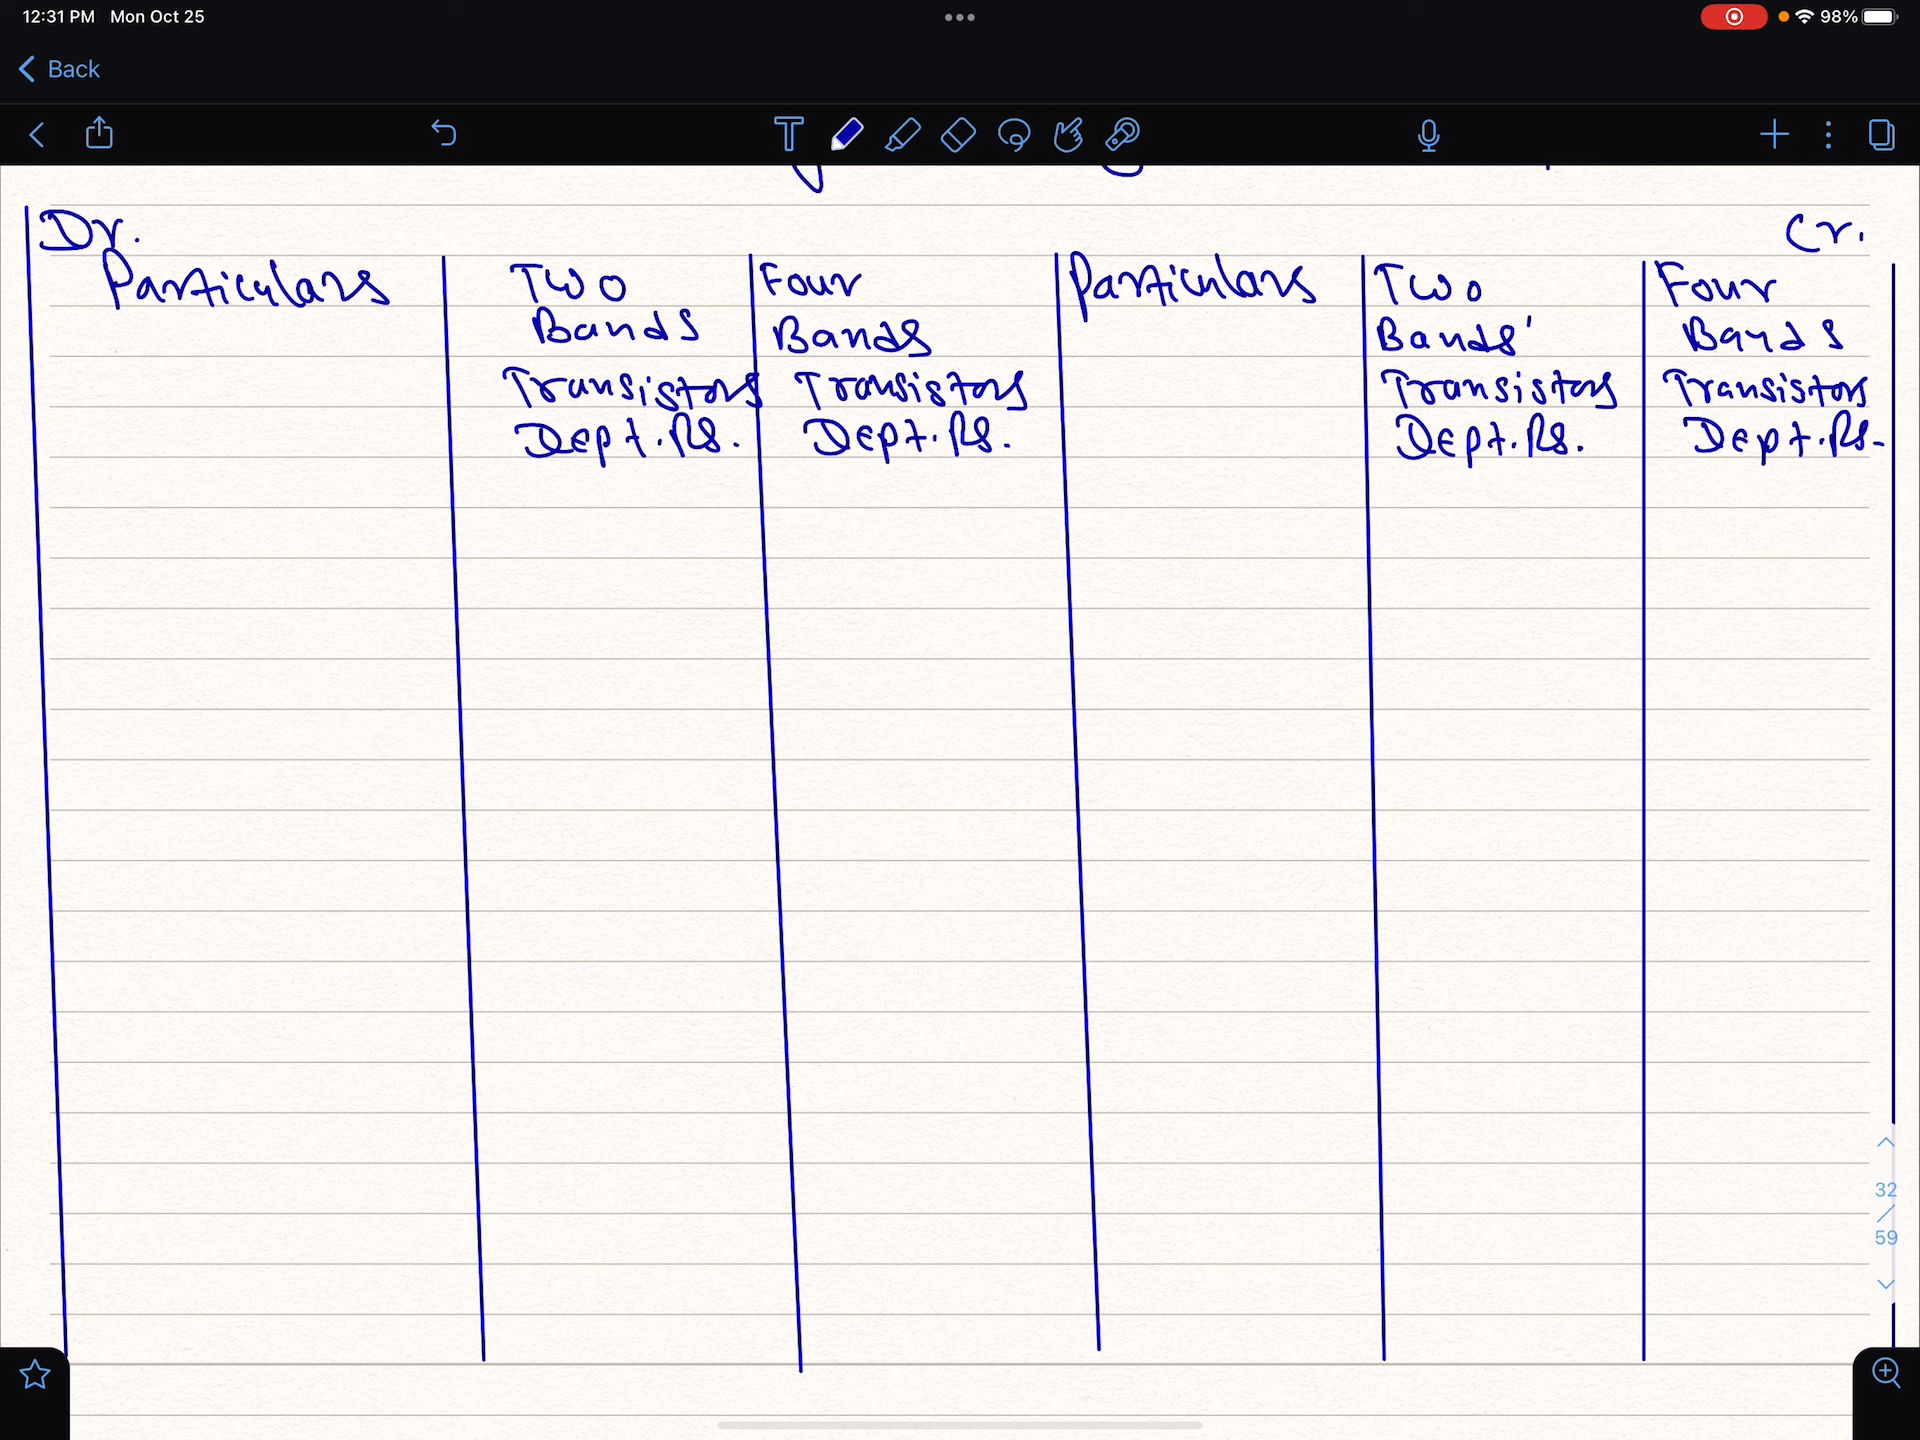 12:31 PM Mon Oct 25
98%
Back
T
Dr.
Cr.
Particulars
Two
Bands
Transistors
Dept. Rs.
Four
Bands
Transistors
Dept. Rs.
Particulars
Two
Bands'
Transistors
Dept. Rs.
Four
Bands
Transistors
Dept. Rs.
32
59